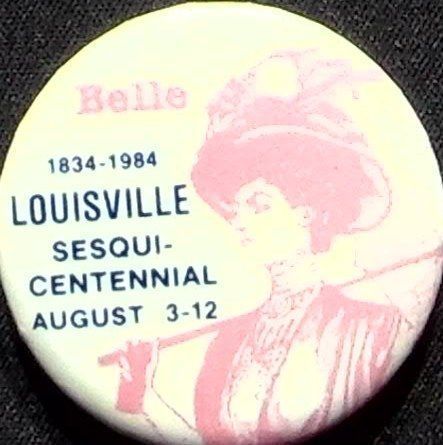 Belle
1834-1984
LOUISVILLE
SESQUI-
CENTENNIAL
AUGUST 3-12